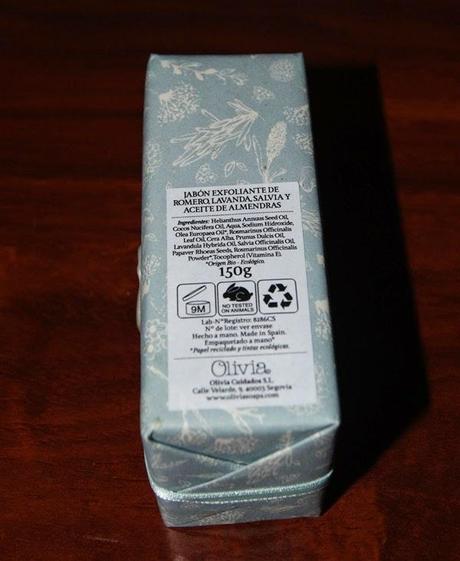 JABÓN EXFOLIANTE DE
ROMERO, LAVANDA, SALVIA Y
ACEITE DE ALMENDRAS
Ingredientes: Helianthus Annuus Seed Oil,
Cocos Nucifera Oil, Aqua, Sodium Hidroxide,
Olea Europaea Oil*, Rosmarinus Officinalis
Leaf Oil, Cera Alba, Prunus Dulcis Oil,
Lavandula Hybrida Oil, Salvia Officinalis Oil,
Papaver Rhoeas Seeds, Rosmarinus Officinalis
Powder*,Tocopherol (Vitamina E).
*Origen Bio - Ecológico.
150g
9M
NO TESTED
ON ANIMALS
Lab-NºRegistro: 8286CS
Nº de lote: ver envase
Hecho a mano. Made in Spain.
Empaquetado a mano*
*Papel reciclado y tintas ecológicas.
Olivia
Olivia Cuidados S.L.
Calle Velarde, 9. 40003 Segovia
www.oliviasoaps.com